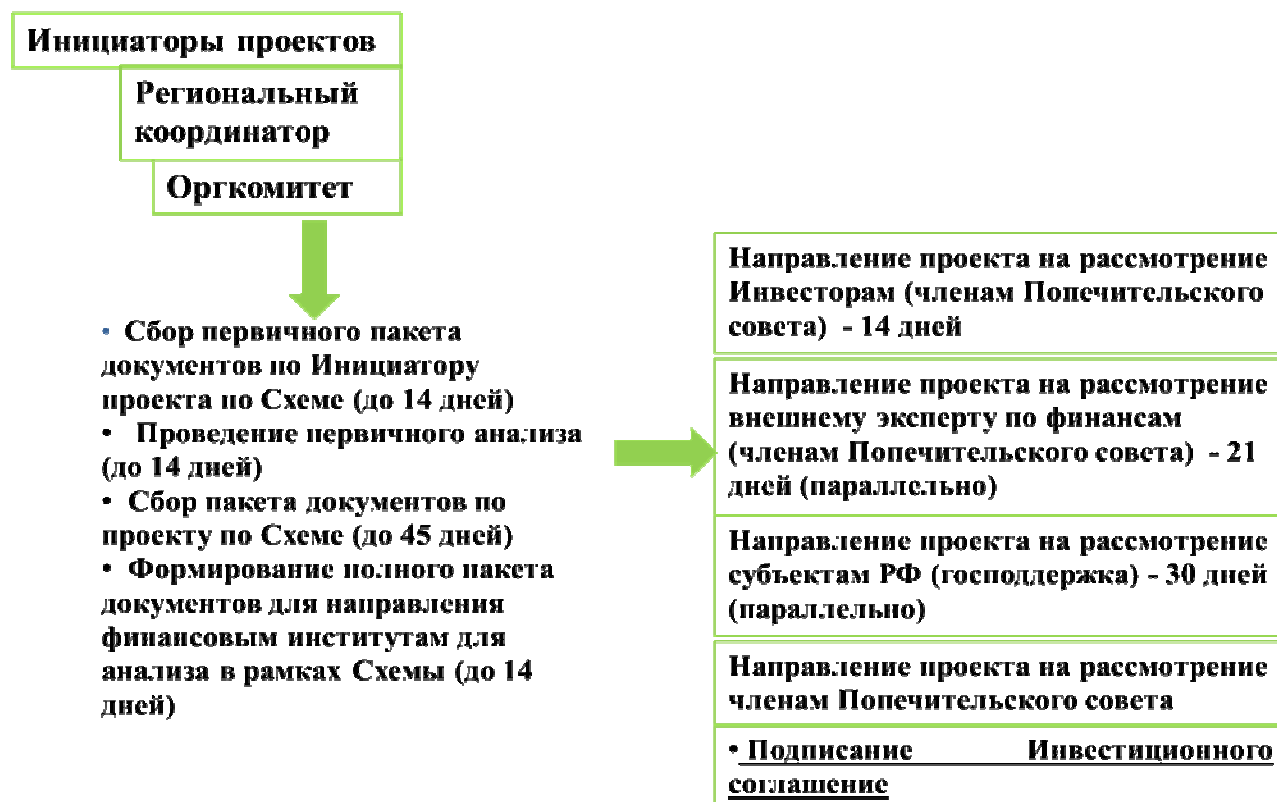 Инициаторы проектов
Региональный
координатор
Оргкомитет
• Сбор первичного пакета
документов по Инициатору
проекта по Схеме (до 14 дней)
• Проведение первичного анализа
(до 14 дней)
• Сбор пакета документов по
проекту по Схеме (до 45 дней)
• Формирование полного пакета
документов для направления
финансовым институтам для
анализа в рамках Схемы (до 14
дней)
Направление проекта на рассмотрение
Инвесторам (членам Попечительского
совета) - 14 дней
Направление проекта на рассмотрение
внешнему эксперту по финансам
(членам Попечительского совета) - 21
дней (параллельно)
Направление проекта на рассмотрение
субъектам РФ (господдержка) - 30 дней
(параллельно)
Направление проекта на рассмотрение
членам Попечительского совета
• Подписание Инвестиционного
соглашение